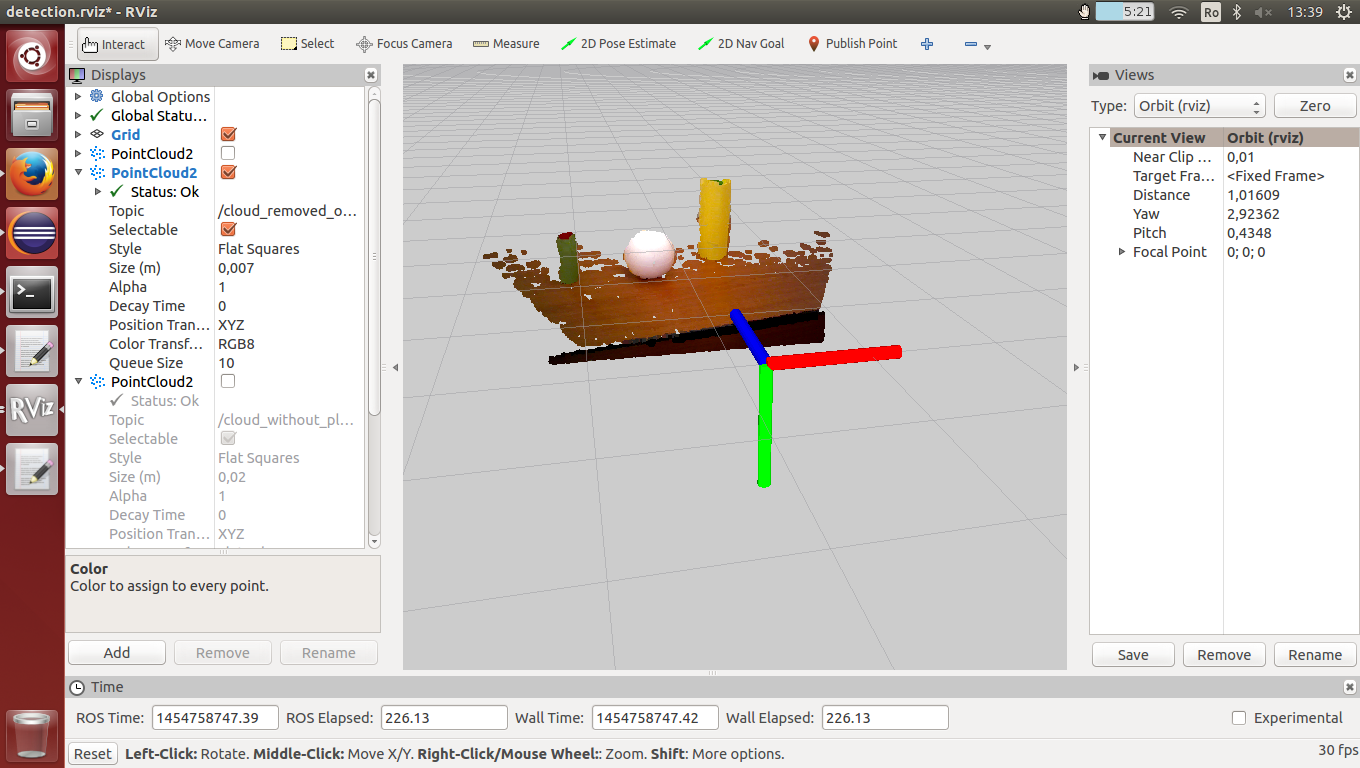 detection.rviz* - RViz
5:21
Ro
13:39
Interact Move Camera Select Focus Camera Measure 2D Pose Estimate 2D Nav Goal Publish Point
Displays
Global Options
Global Statu...
Grid
PointCloud2
PointCloud2
Status: Ok
Topic /cloud_removed_o...
Selectable
Style Flat Squares
Size (m) 0,007
Alpha 1
Decay Time 0
Position Tran... XYZ
Color Transf... RGB8
Queue Size 10
PointCloud2
Status: Ok
Topic /cloud_without_pl...
Selectable
Style Flat Squares
Size (m) 0,02
Alpha 1
Decay Time 0
Position Tran... XYZ
Color
Color to assign to every point.
Add Remove Rename
Views
Type: Orbit (rviz) Zero
Current View Orbit (rviz)
Near Clip ... 0,01
Target Fra... <Fixed Frame>
Distance 1,01609
Yaw 2,92362
Pitch 0,4348
Focal Point 0; 0; 0
Save Remove Rename
RViz
Time
ROS Time: 1454758747.39 ROS Elapsed: 226.13 Wall Time: 1454758747.42 Wall Elapsed: 226.13 Experimental
Reset Left-Click: Rotate. Middle-Click: Move X/Y. Right-Click/Mouse Wheel:: Zoom. Shift: More options. 30 fps